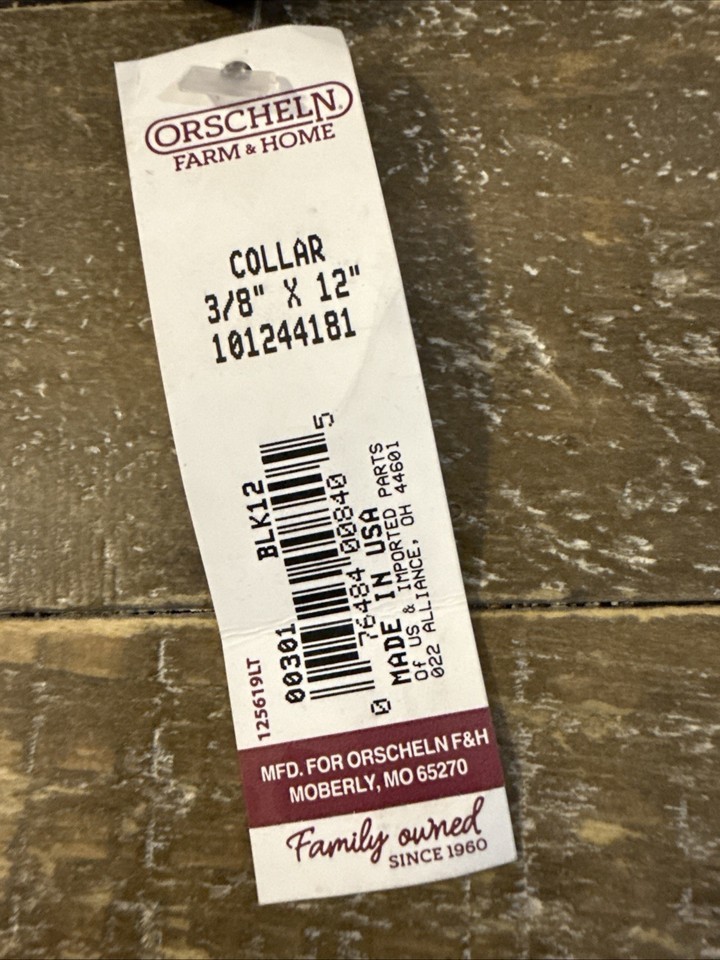 ORSCHELN®
FARM & HOME
COLLAR
3/8" X 12"
101244181
125619LT
00301 BLK12
0 76484 00840 5
MADE IN USA
Of US & IMPORTED PARTS
022 ALLIANCE, OH 44601
MFD. FOR ORSCHELN F&H
MOBERLY, MO 65270
Family owned
SINCE 1960